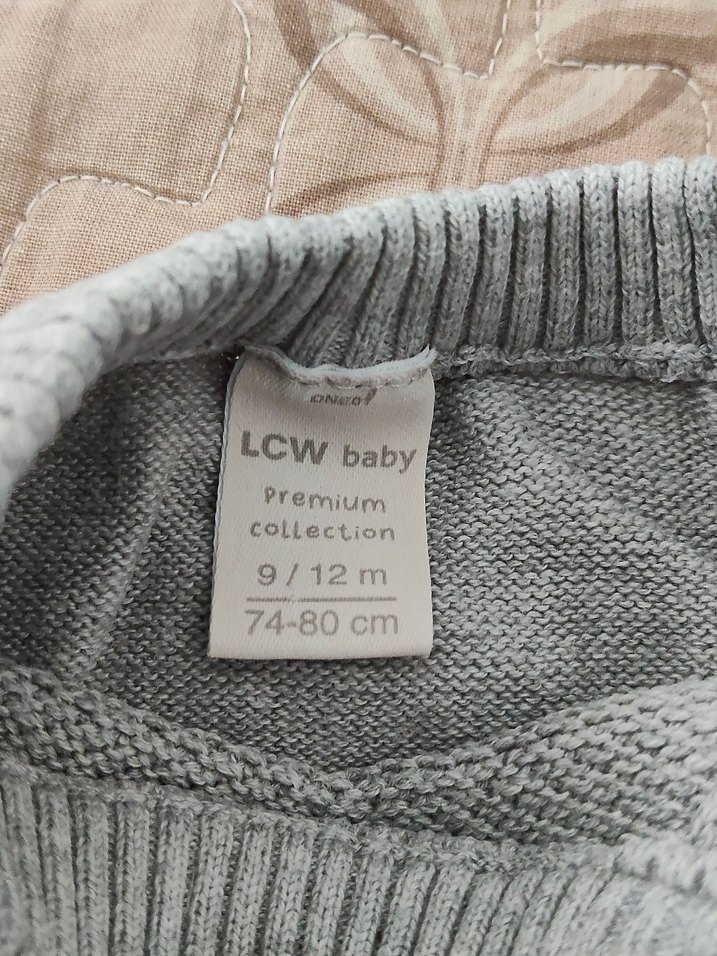 LCW baby
Premium
collection
9 / 12 m
74-80 cm